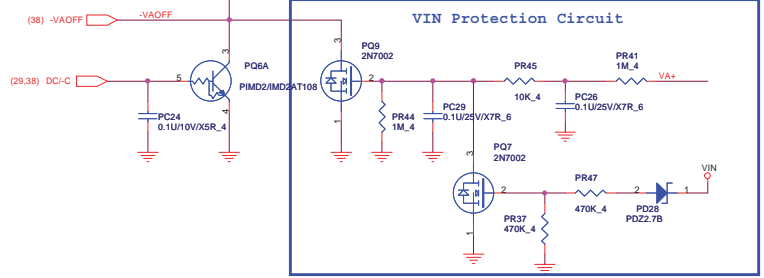 VIN Protection Circuit
(38) -VAOFF
-VAOFF
3
PQ6A
PIMD2/IMD2AT108
(29,38) DC/-C
5
4
PC24
0.1U/10V/X5R_4
3
PQ9
2N7002
2
1
PR44
1M_4
PC29
0.1U/25V/X7R_6
PR45
10K_4
PC26
0.1U/25V/X7R_6
PR41
1M_4
VA+
3
PQ7
2N7002
2
1
PR37
470K_4
PR47
470K_4
2
1
PD28
PDZ2.7B
VIN